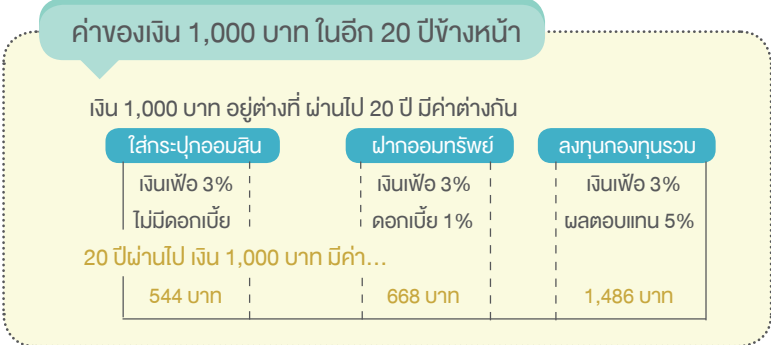 ค่าของเงิน 1,000 บาท ในอีก 20 ปีข้างหน้า
เงิน 1,000 บาท อยู่ต่างที่ ผ่านไป 20 ปี มีค่าต่างกัน
ใส่กระปุกออมสิน ฝากออมทรัพย์ ลงทุนกองทุนรวม
เงินเฟ้อ 3% เงินเฟ้อ 3% เงินเฟ้อ 3%
ไม่มีดอกเบี้ย ดอกเบี้ย 1% ผลตอบแทน 5%
20 ปีผ่านไป เงิน 1,000 บาท มีค่า...
544 บาท 668 บาท 1,486 บาท